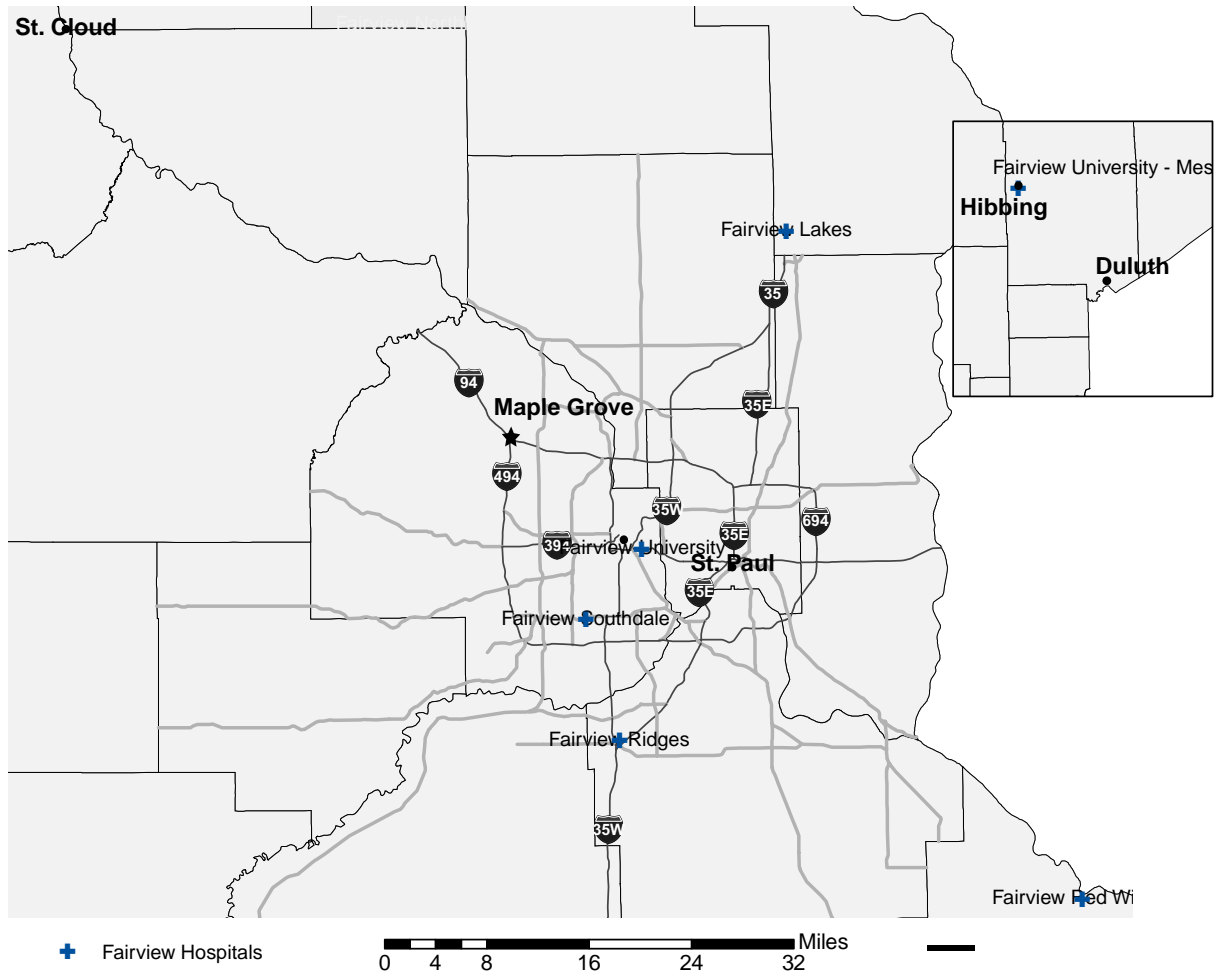 St. Cloud
Fairview North
Fairview University - Mes
Hibbing
Duluth
Fairview Lakes
35
94
35E
Maple Grove
494
35W
694
35E
394
Fairview University
St. Paul
35E
Fairview Southdale
Fairview Ridges
35W
Fairview Red Wi
Fairview Hospitals
Miles
0 4 8 16 24 32